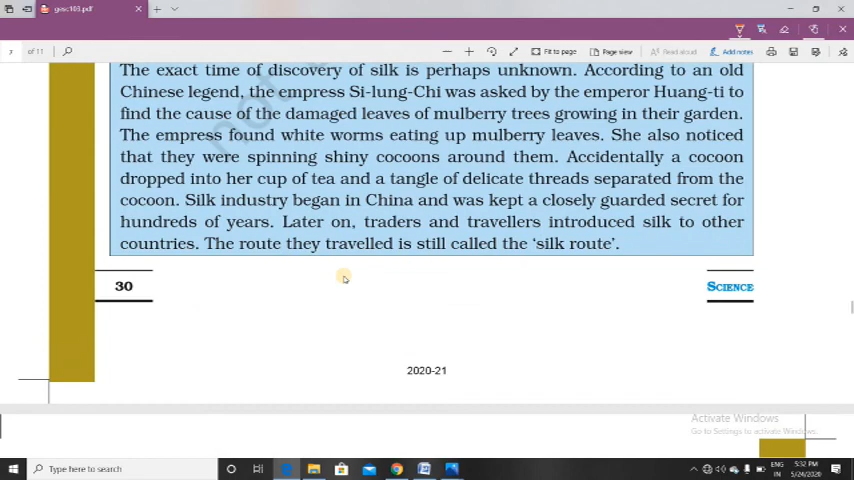 gesc103.pdf
7 of 11
Fit to page
Page view
Read aloud
Add notes
The exact time of discovery of silk is perhaps unknown. According to an old
Chinese legend, the empress Si-lung-Chi was asked by the emperor Huang-ti to
find the cause of the damaged leaves of mulberry trees growing in their garden.
The empress found white worms eating up mulberry leaves. She also noticed
that they were spinning shiny cocoons around them. Accidentally a cocoon
dropped into her cup of tea and a tangle of delicate threads separated from the
cocoon. Silk industry began in China and was kept a closely guarded secret for
hundreds of years. Later on, traders and travellers introduced silk to other
countries. The route they travelled is still called the ‘silk route’.
30
SCIENCE
2020-21
Activate Windows
Go to Settings to activate Windows.
Type here to search
ENG
IN
5:32 PM
5/24/2020